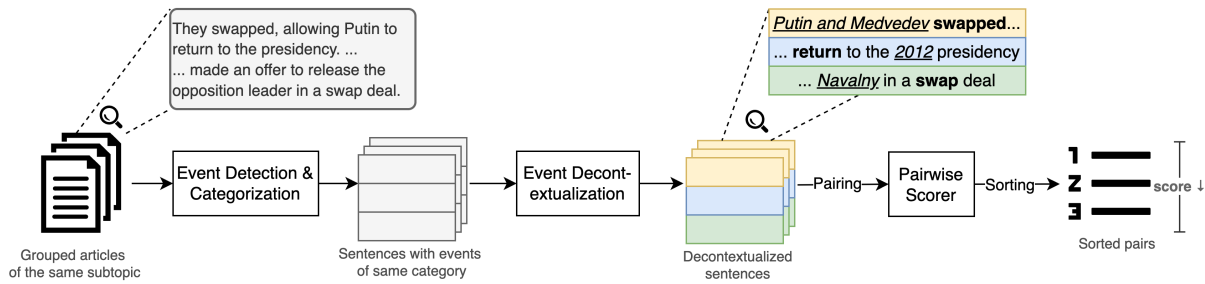 They swapped, allowing Putin to
return to the presidency. ...
... made an offer to release the
opposition leader in a swap deal.
Putin and Medvedev swapped...
... return to the 2012 presidency
... Navalny in a swap deal
Grouped articles
of the same subtopic
Event Detection &
Categorization
Sentences with events
of same category
Event Decont-
extualization
Decontextualized
sentences
Pairing
Pairwise
Scorer
Sorting
1
2
3
score ↓
Sorted pairs